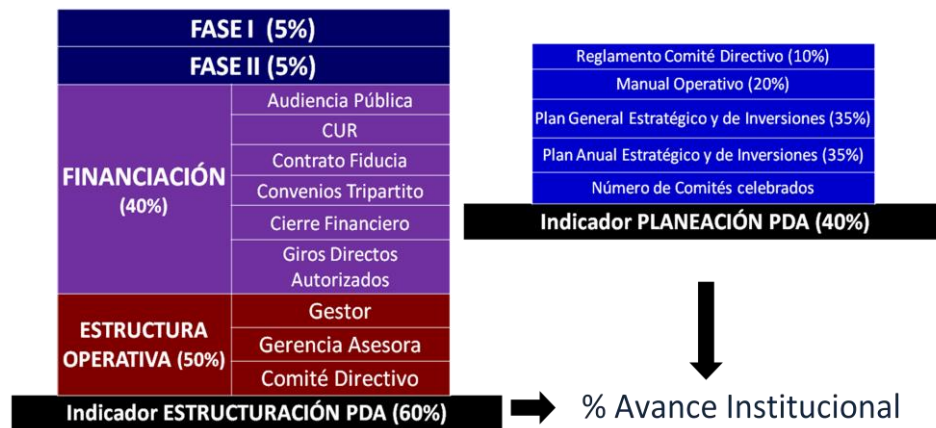 FASE I (5%)
FASE II (5%)
FINANCIACIÓN
(40%)
Audiencia Pública
CUR
Contrato Fiducia
Convenios Tripartito
Cierre Financiero
Giros Directos
Autorizados
ESTRUCTURA
OPERATIVA (50%)
Gestor
Gerencia Asesora
Comité Directivo
Indicador ESTRUCTURACIÓN PDA (60%)
Reglamento Comité Directivo (10%)
Manual Operativo (20%)
Plan General Estratégico y de Inversiones (35%)
Plan Anual Estratégico y de Inversiones (35%)
Número de Comités celebrados
Indicador PLANEACIÓN PDA (40%)
% Avance Institucional